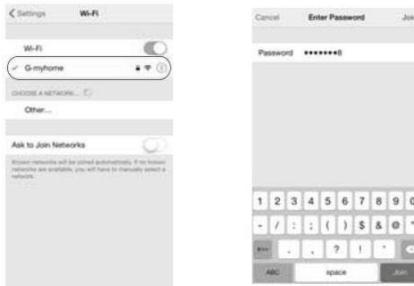 Settings Wi-Fi
Wi-Fi
G-myhome
CHOOSE A NETWORK...
Other...
Ask to Join Networks
Known networks will be joined automatically. If no known
networks are available, you will have to manually select a
network.
Cancel Enter Password Join
Password •••••••8
1 2 3 4 5 6 7 8 9 0
- / : ; ( ) $ & @ "
. , ? ! '
ABC space Join